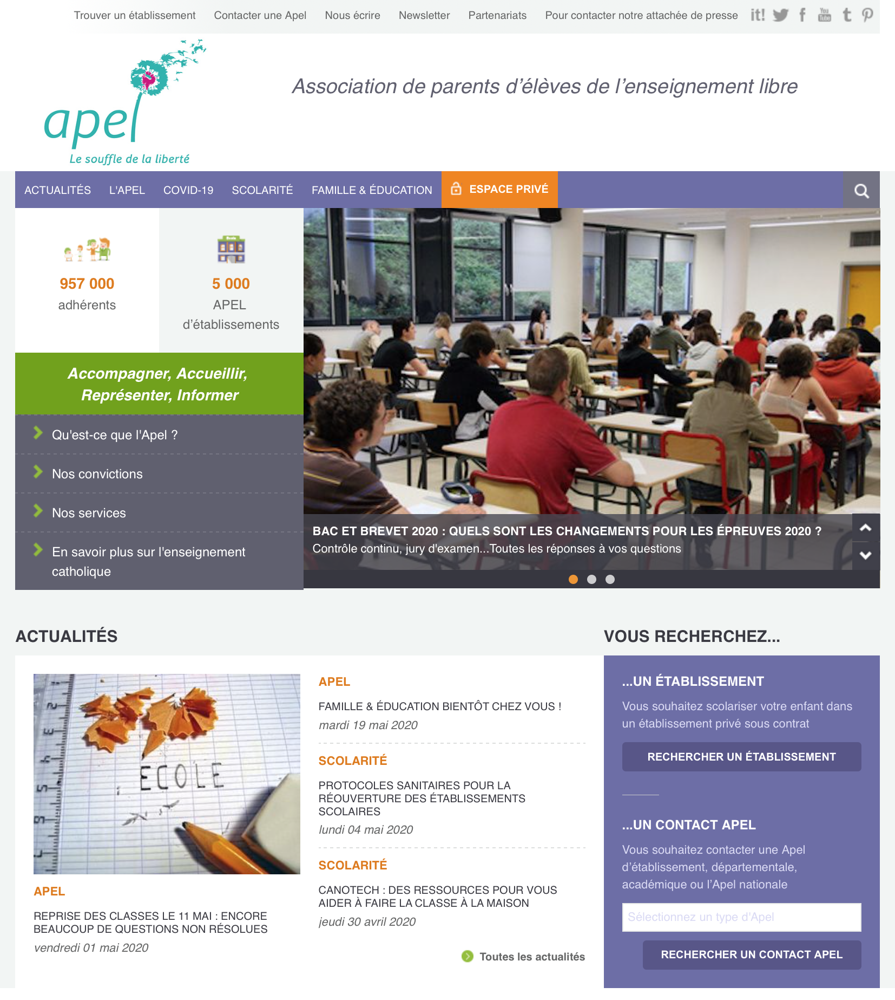 Trouver un établissement Contacter une Apel Nous écrire Newsletter Partenariats Pour contacter notre attachée de presse it! f You Tube t p
apel
Le souffle de la liberté
Association de parents d’élèves de l’enseignement libre
ACTUALITÉS L'APEL COVID-19 SCOLARITÉ FAMILLE & ÉDUCATION ESPACE PRIVÉ
957 000
adhérents
Ecole
5 000
APEL
d’établissements
Accompagner, Accueillir,
Représenter, Informer
Qu'est-ce que l'Apel ?
Nos convictions
Nos services
En savoir plus sur l'enseignement
catholique
BAC ET BREVET 2020 : QUELS SONT LES CHANGEMENTS POUR LES ÉPREUVES 2020 ?
Contrôle continu, jury d'examen...Toutes les réponses à vos questions
ACTUALITÉS
ECOLE
APEL
REPRISE DES CLASSES LE 11 MAI : ENCORE
BEAUCOUP DE QUESTIONS NON RÉSOLUES
vendredi 01 mai 2020
APEL
FAMILLE & ÉDUCATION BIENTÔT CHEZ VOUS !
mardi 19 mai 2020
SCOLARITÉ
PROTOCOLES SANITAIRES POUR LA
RÉOUVERTURE DES ÉTABLISSEMENTS
SCOLAIRES
lundi 04 mai 2020
SCOLARITÉ
CANOTECH : DES RESSOURCES POUR VOUS
AIDER À FAIRE LA CLASSE À LA MAISON
jeudi 30 avril 2020
Toutes les actualités
VOUS RECHERCHEZ...
...UN ÉTABLISSEMENT
Vous souhaitez scolariser votre enfant dans
un établissement privé sous contrat
RECHERCHER UN ÉTABLISSEMENT
...UN CONTACT APEL
Vous souhaitez contacter une Apel
d’établissement, départementale,
académique ou l’Apel nationale
Sélectionnez un type d'Apel
RECHERCHER UN CONTACT APEL